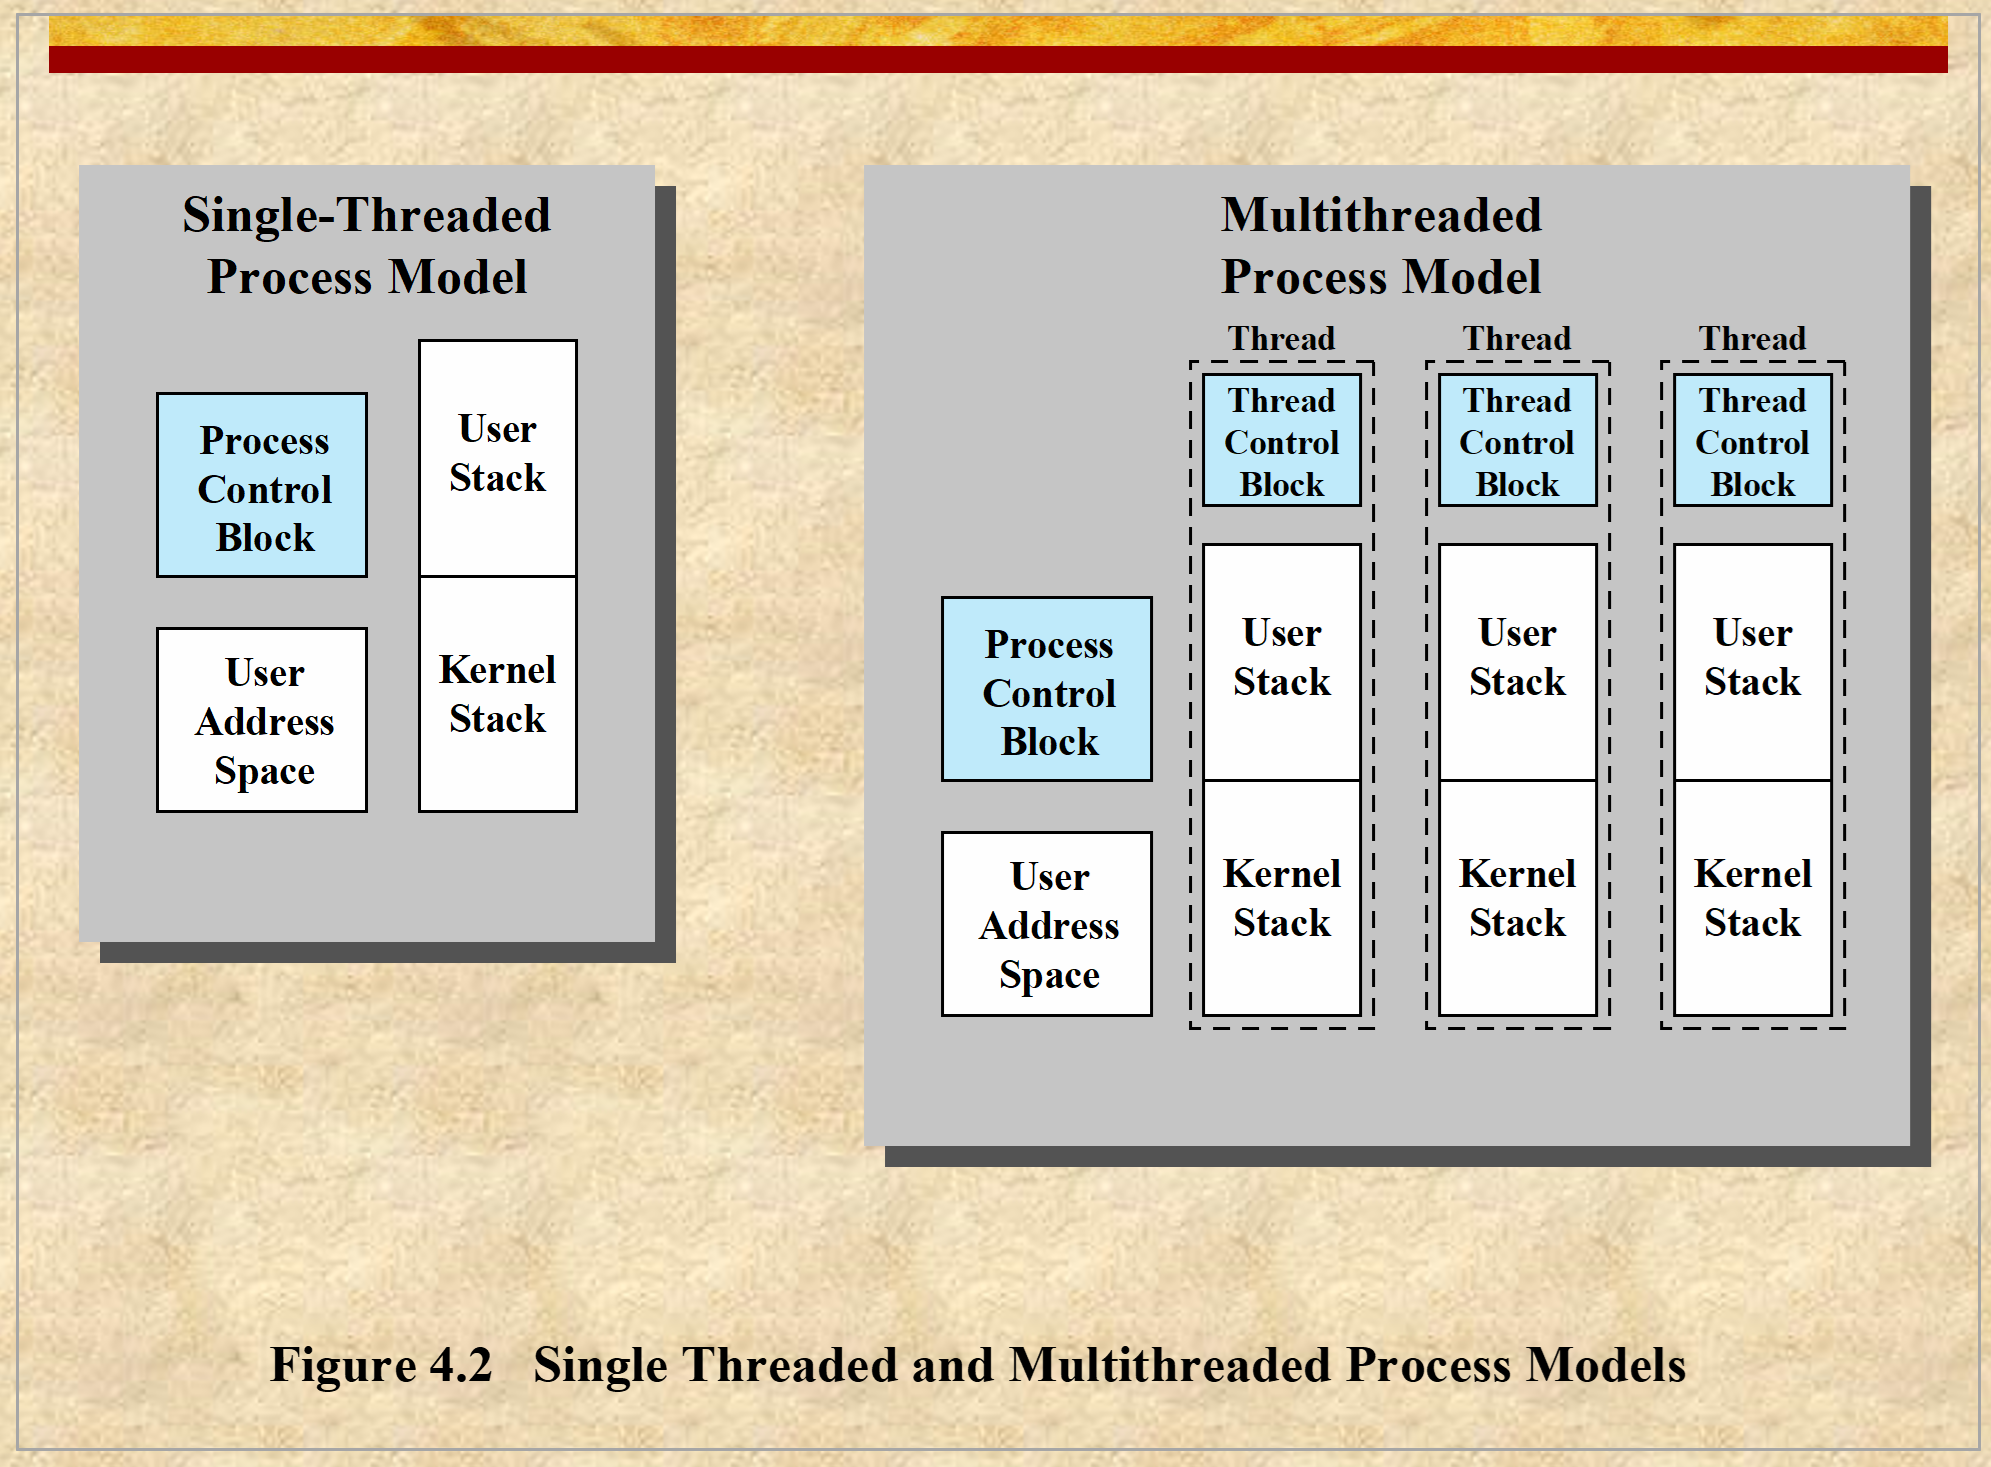 Single-Threaded
Process Model
Process
Control
Block
User
Address
Space
User
Stack
Kernel
Stack
Multithreaded
Process Model
Process
Control
Block
User
Address
Space
Thread
Thread
Control
Block
User
Stack
Kernel
Stack
Thread
Thread
Control
Block
User
Stack
Kernel
Stack
Thread
Thread
Control
Block
User
Stack
Kernel
Stack
Figure 4.2 Single Threaded and Multithreaded Process Models